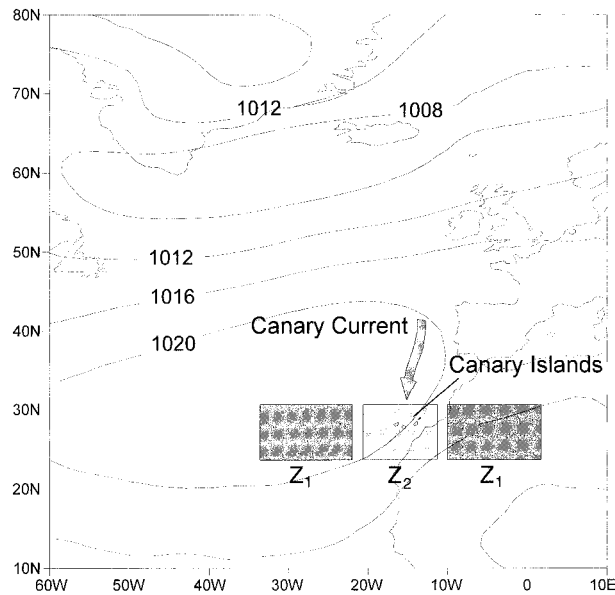 80N
70N
1012
1008
60N
50N
1012
1016
40N
Canary Current
1020
Canary Islands
30N
Z₁ Z₂ Z₁
20N
10N
60W 50W 40W 30W 20W 10W 0 10E